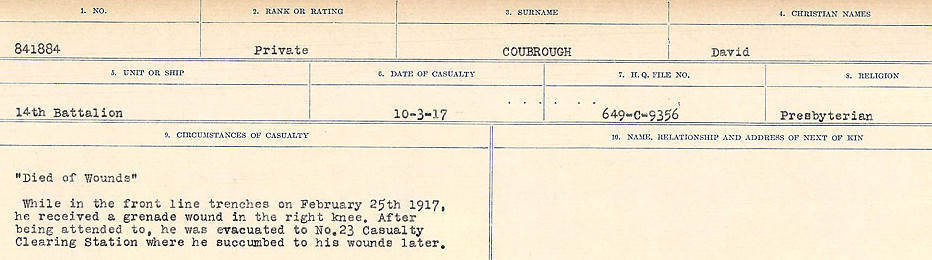 1. NO. 2. RANK OR RATING 3. SURNAME 4. CHRISTIAN NAMES
841884 Private COUBROUGH David
5. UNIT OR SHIP 6. DATE OF CASUALTY 7. H. Q. FILE NO. 8. RELIGION
14th Battalion 10-3-17 649-C-9356 Presbyterian
9. CIRCUMSTANCES OF CASUALTY 10. NAME, RELATIONSHIP AND ADDRESS OF NEXT OF KIN
"Died of Wounds"
While in the front line trenches on February 25th 1917,
he received a grenade wound in the right knee. After
being attended to, he was evacuated to No.23 Casualty
Clearing Station where he succumbed to his wounds later.